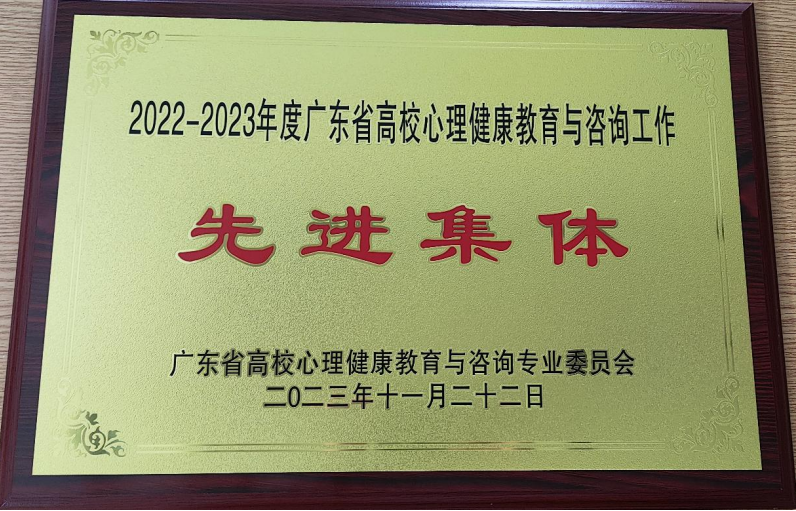 2022-2023年度广东省高校心理健康教育与咨询工作
先进集体
广东省高校心理健康教育与咨询专业委员会
二0二三年十一月二十二日